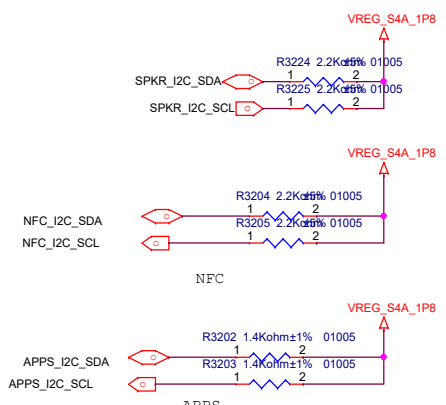 VREG_S4A_1P8
R3224 2.2Kohm±5% 01005
SPKR_I2C_SDA 1 2
R3225 2.2Kohm±5% 01005
SPKR_I2C_SCL 1 2
VREG_S4A_1P8
R3204 2.2Kohm±5% 01005
NFC_I2C_SDA 1 2
R3205 2.2Kohm±5% 01005
NFC_I2C_SCL 1 2
NFC
VREG_S4A_1P8
R3202 1.4Kohm±1% 01005
APPS_I2C_SDA 1 2
R3203 1.4Kohm±1% 01005
APPS_I2C_SCL 1 2
APPS